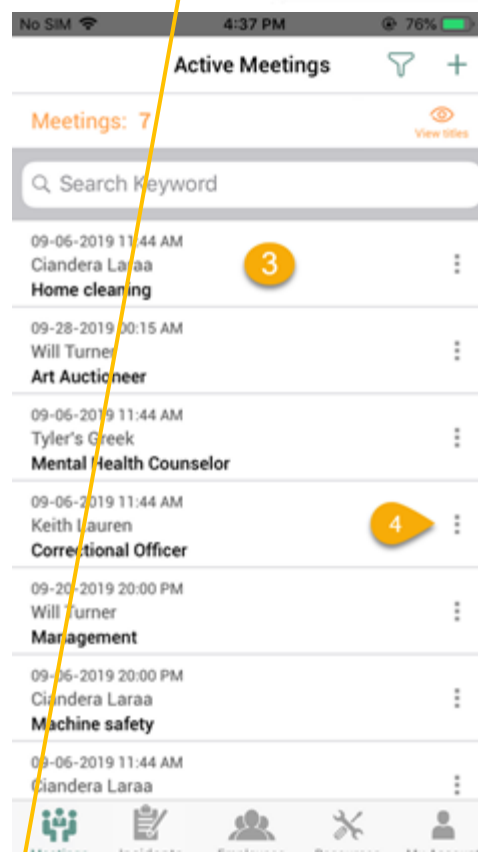 No SIM 4:37 PM 76%
Active Meetings +
Meetings: 7
View titles
Search Keyword
09-06-2019 11:44 AM
Ciandera Laraa 3
Home cleaning
09-28-2019 00:15 AM
Will Turner
Art Auctioneer
09-06-2019 11:44 AM
Tyler's Greek
Mental Health Counselor
09-06-2019 11:44 AM
Keith Lauren 4
Correctional Officer
09-20-2019 20:00 PM
Will Turner
Management
09-06-2019 20:00 PM
Ciandera Laraa
Machine safety
09-06-2019 11:44 AM
Ciandera Laraa